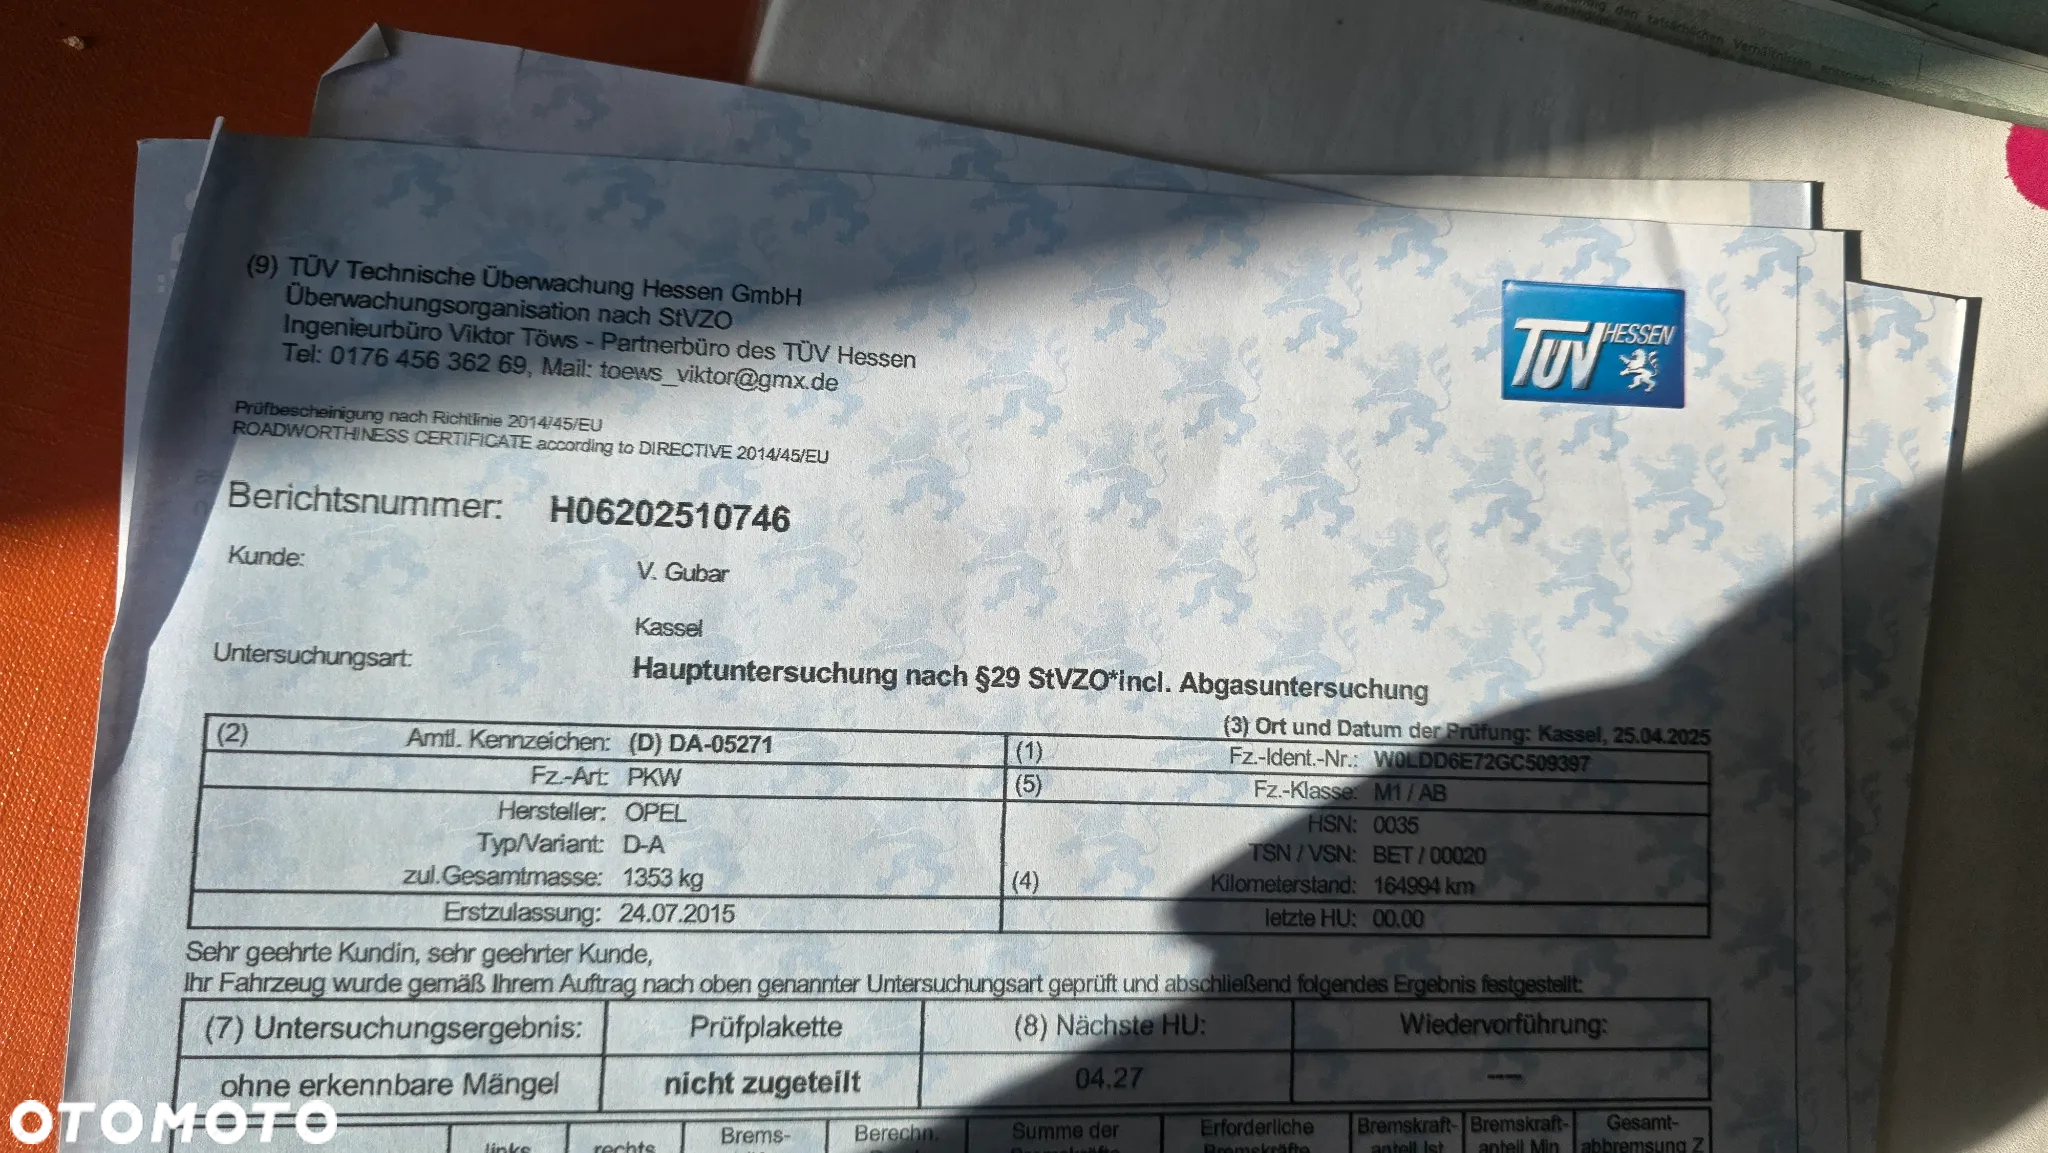 (9) TÜV Technische Überwachung Hessen GmbH
Überwachungsorganisation nach StVZO
Ingenieurbüro Viktor Töws - Partnerbüro des TÜV Hessen
Tel: 0176 456 362 69, Mail: toews_viktor@gmx.de
TÜV HESSEN
Prüfbescheinigung nach Richtlinie 2014/45/EU
ROADWORTHINESS CERTIFICATE according to DIRECTIVE 2014/45/EU
Berichtsnummer: H06202510746
Kunde: V. Gubar
Kassel
Untersuchungsart: Hauptuntersuchung nach §29 StVZO*incl. Abgasuntersuchung
(3) Ort und Datum der Prüfung: Kassel, 25.04.2025
(2) Amtl. Kennzeichen: (D) DA-05271 (1) Fz.-Ident.-Nr.: W0LDD6E72GC509397
Fz.-Art: PKW (5) Fz.-Klasse: M1 / AB
Hersteller: OPEL HSN: 0035
Typ/Variant: D-A TSN / VSN: BET / 00020
zul.Gesamtmasse: 1353 kg (4) Kilometerstand: 164994 km
Erstzulassung: 24.07.2015 letzte HU: 00.00
Sehr geehrte Kundin, sehr geehrter Kunde,
Ihr Fahrzeug wurde gemäß Ihrem Auftrag nach oben genannter Untersuchungsart geprüft und abschließend folgendes Ergebnis festgestellt:
(7) Untersuchungsergebnis: Prüfplakette (8) Nächste HU: Wiedervorführung:
ohne erkennbare Mängel nicht zugeteilt 04.27 ---
links rechts Brems- Berechn. Summe der Erforderliche Bremskraft- Bremskraft- Gesamt-
anteil Ist anteil Min abbremsung Z
OTOMOTO